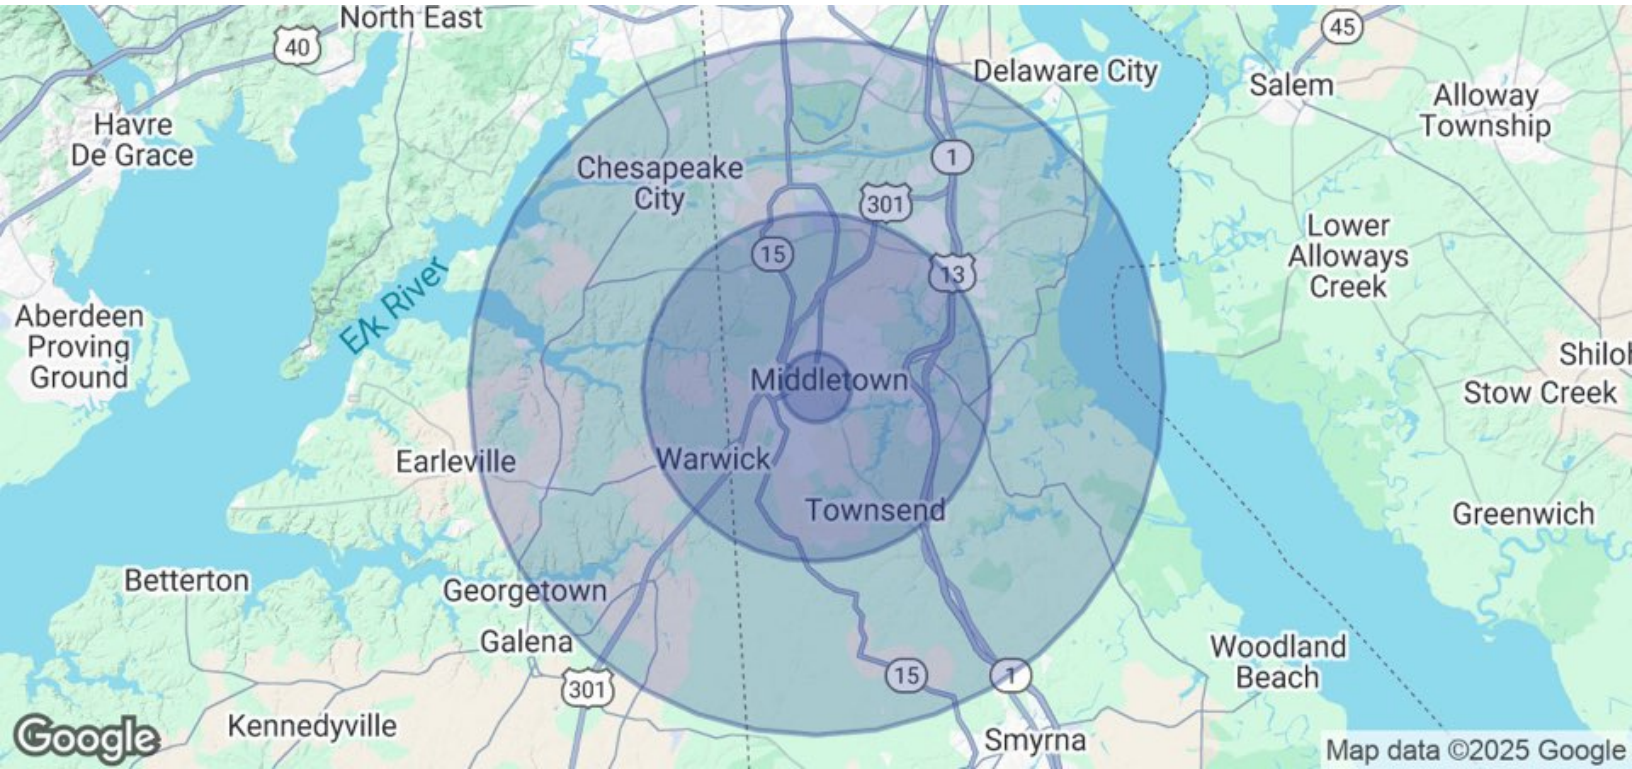 North East
40
45
Delaware City
Salem
Alloway
Township
Havre
De Grace
Chesapeake
City
1
301
15
13
Lower
Alloways
Creek
Elk River
Aberdeen
Proving
Ground
Middletown
Shiloh
Stow Creek
Earleville
Warwick
Townsend
Greenwich
Betterton
Georgetown
Galena
301
15
1
Woodland
Beach
Kennedyville
Smyrna
Google
Map data ©2025 Google